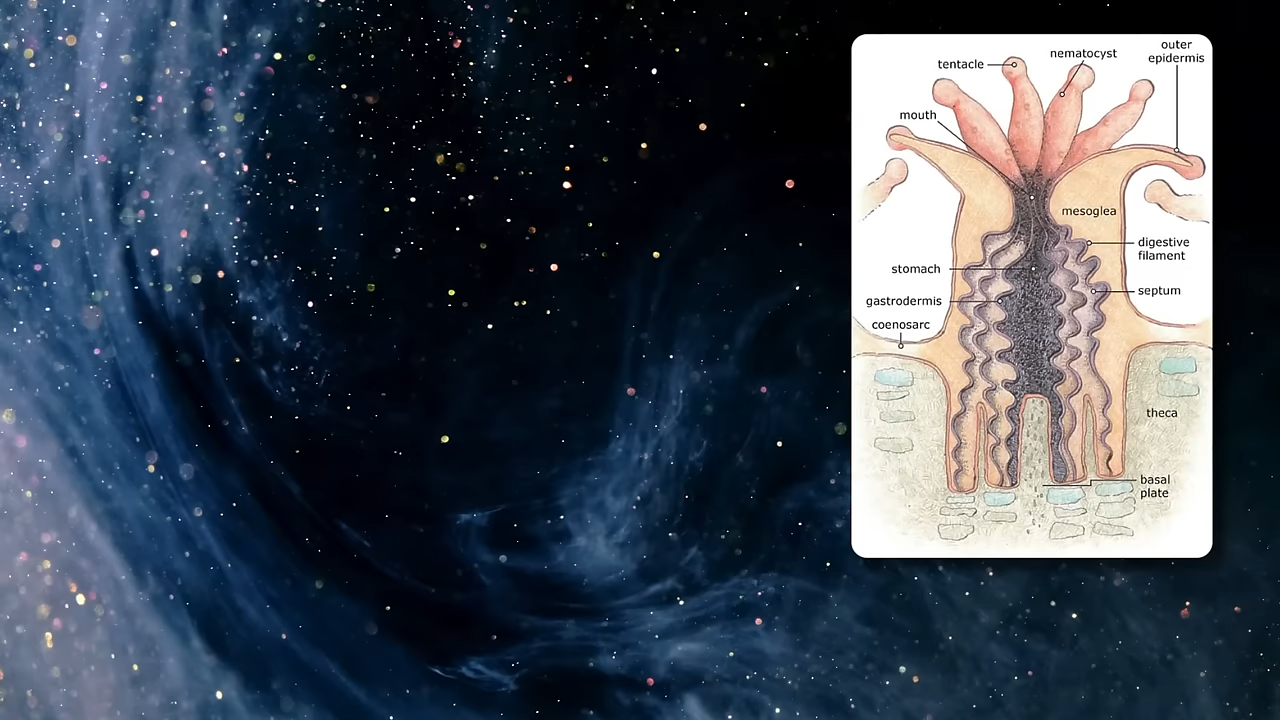 outer
epidermis
nematocyst
tentacle
mouth
mesoglea
digestive
filament
stomach
septum
gastrodermis
coenosarc
theca
basal
plate